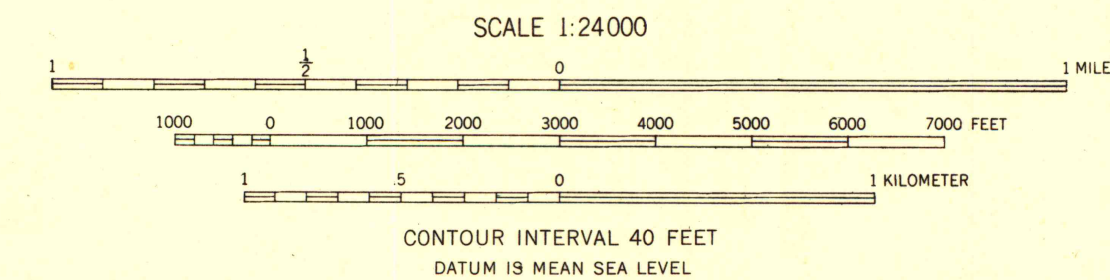 SCALE 1:24000
1 1/2 0 1 MILE
1000 0 1000 2000 3000 4000 5000 6000 7000 FEET
1 .5 0 1 KILOMETER
CONTOUR INTERVAL 40 FEET
DATUM IS MEAN SEA LEVEL